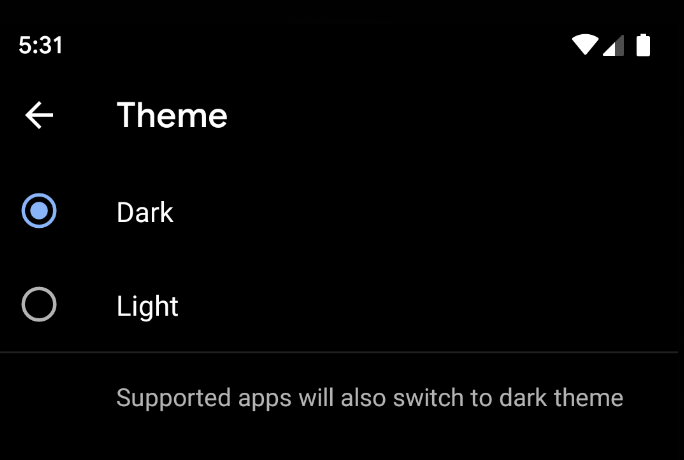 5:31
Theme
Dark
Light
Supported apps will also switch to dark theme